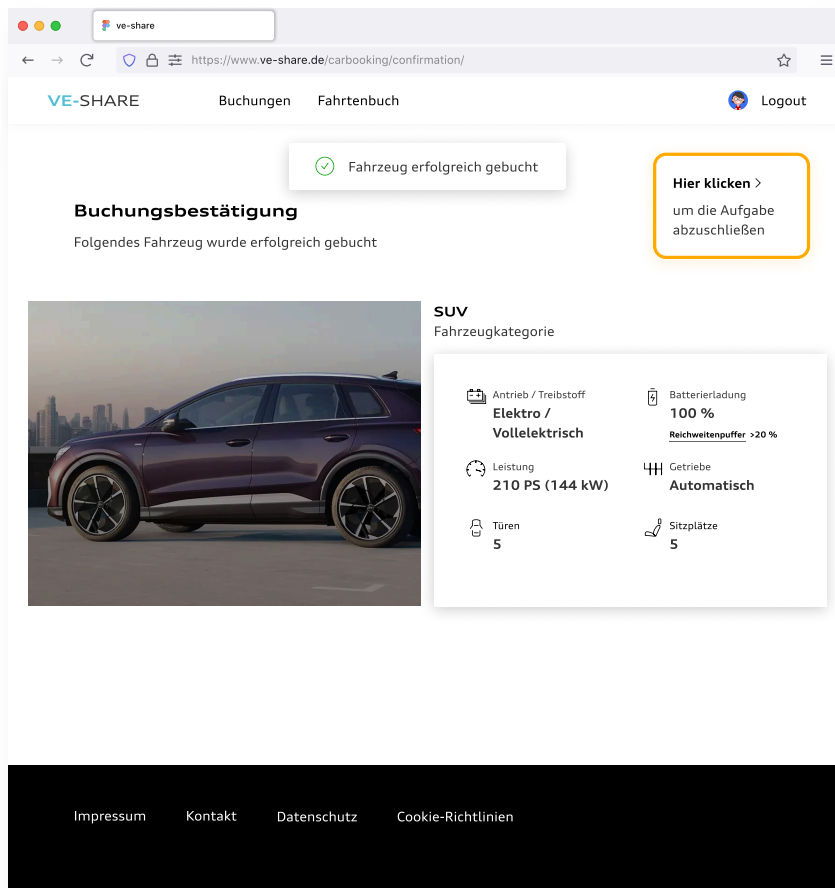 ve-share
https://www.ve-share.de/carbooking/confirmation/
VE-SHARE
Buchungen
Fahrtenbuch
Logout
Fahrzeug erfolgreich gebucht
Hier klicken
um die Aufgabe
abzuschließen
Buchungsbestätigung
Folgendes Fahrzeug wurde erfolgreich gebucht
SUV
Fahrzeugkategorie
Antrieb / Treibstoff
Elektro /
Vollelektrisch
Batterierladung
100 %
Reichweitenpuffer >20 %
Leistung
210 PS (144 kW)
Getriebe
Automatisch
Türen
5
Sitzplätze
5
Impressum
Kontakt
Datenschutz
Cookie-Richtlinien